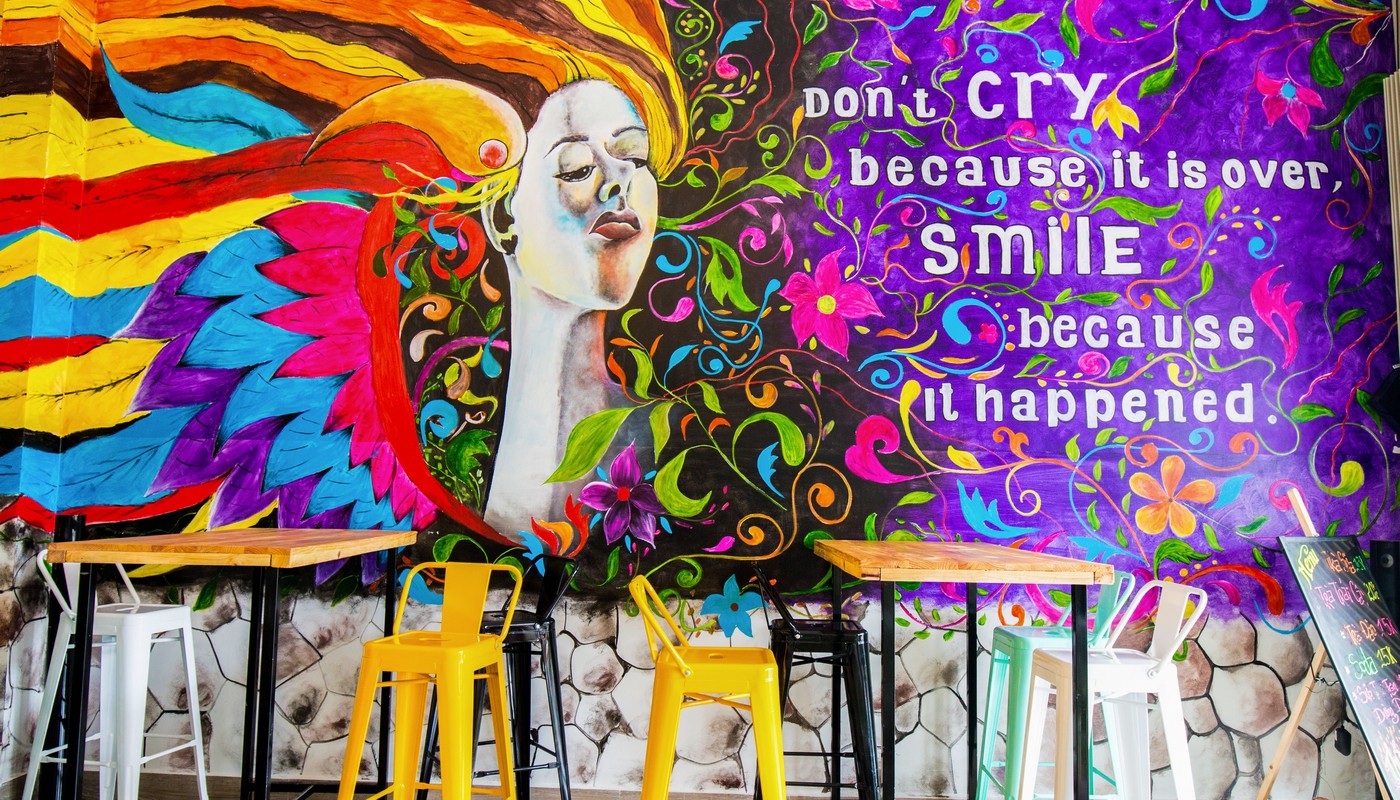 Don't cry
because it is over,
smilE
because
it happened.